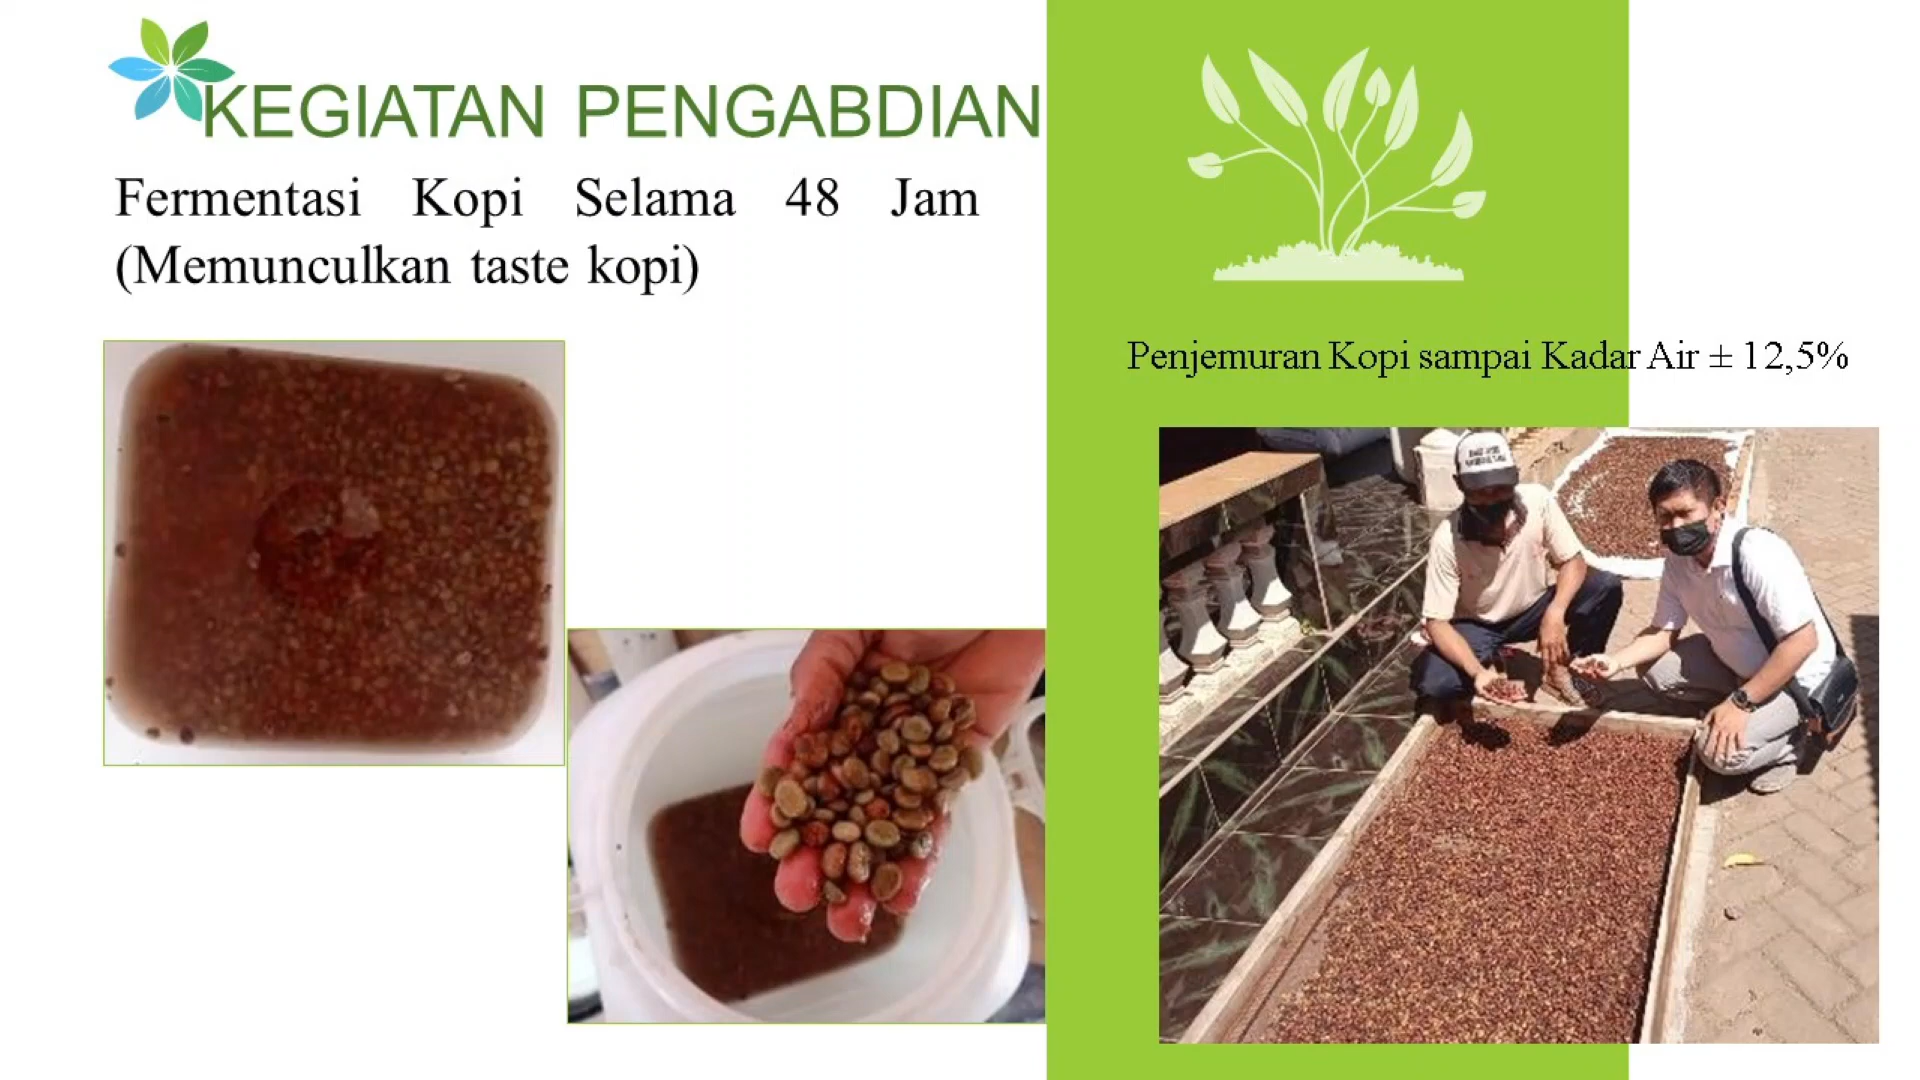 KEGIATAN PENGABDIAN
Fermentasi Kopi Selama 48 Jam
(Memunculkan taste kopi)
Penjemuran Kopi sampai Kadar Air ± 12,5%